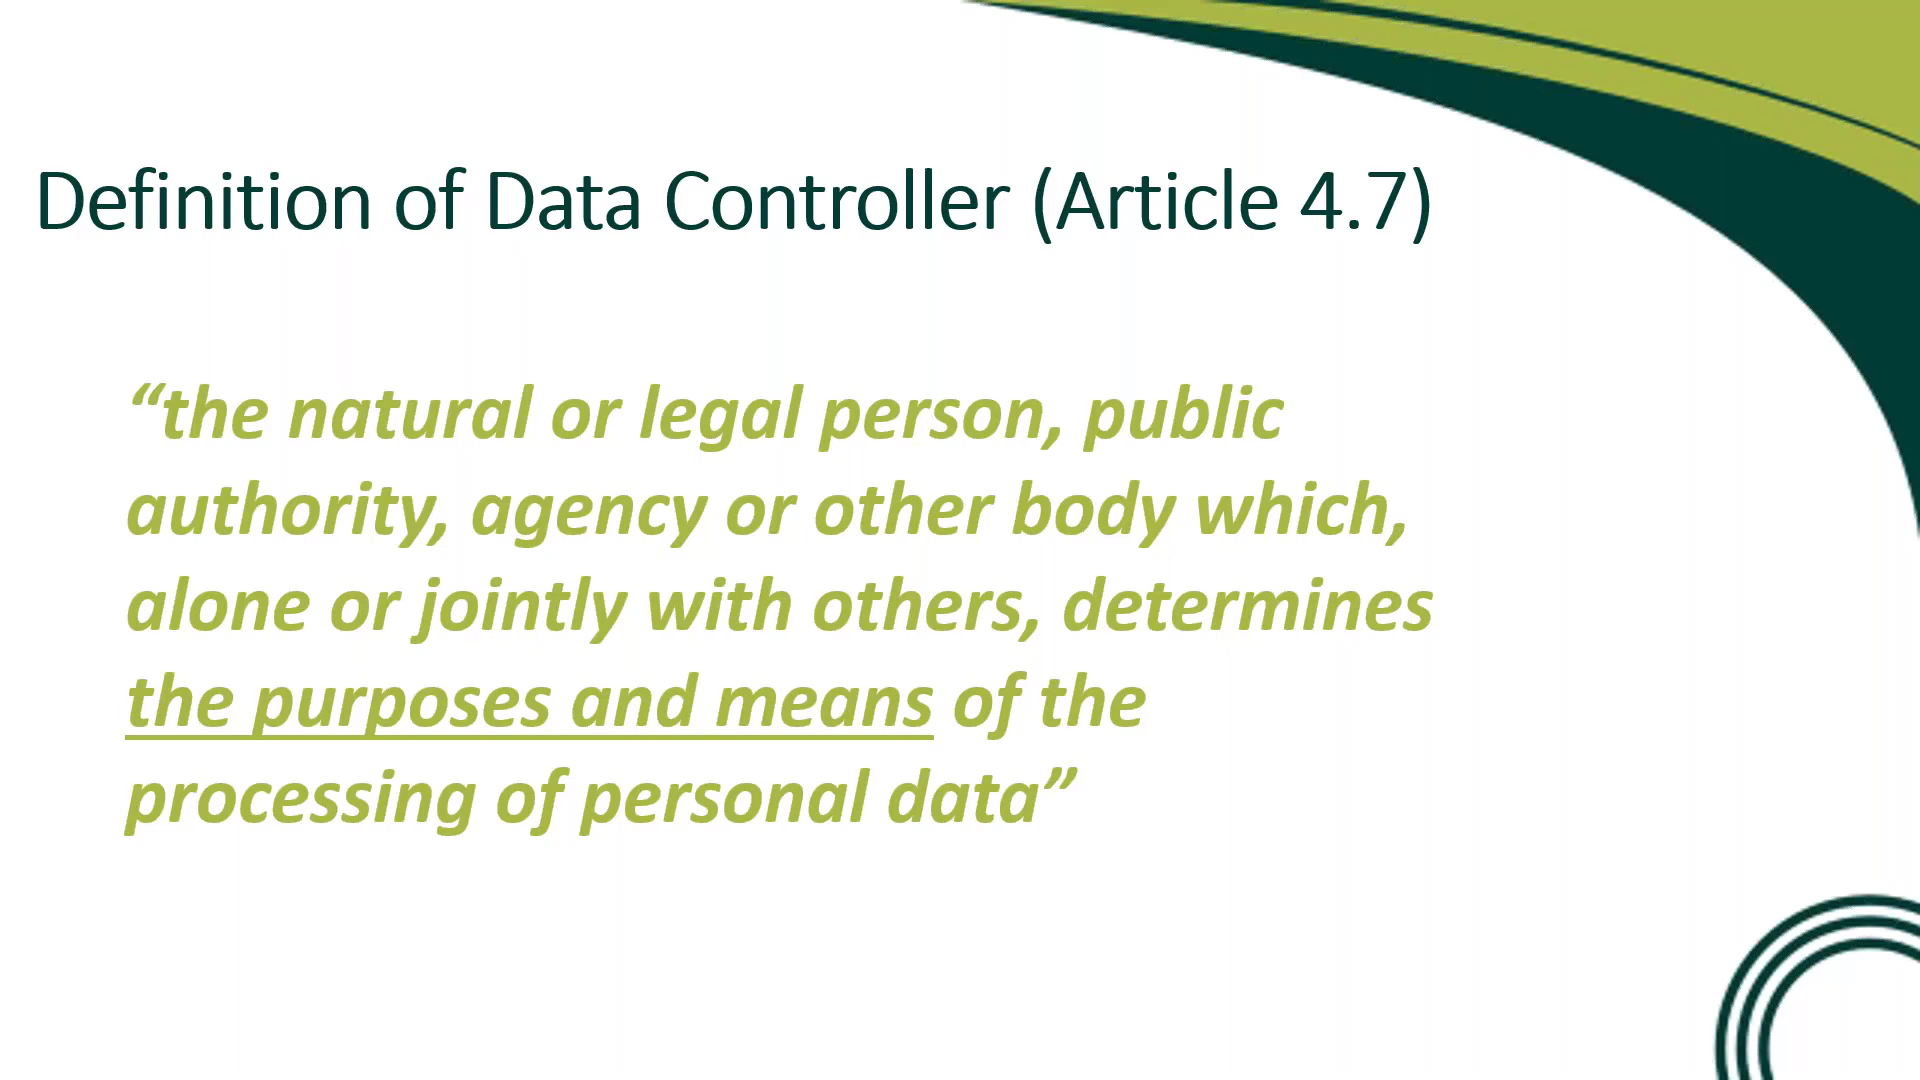 Definition of Data Controller (Article 4.7)
“the natural or legal person, public
authority, agency or other body which,
alone or jointly with others, determines
the purposes and means of the
processing of personal data”